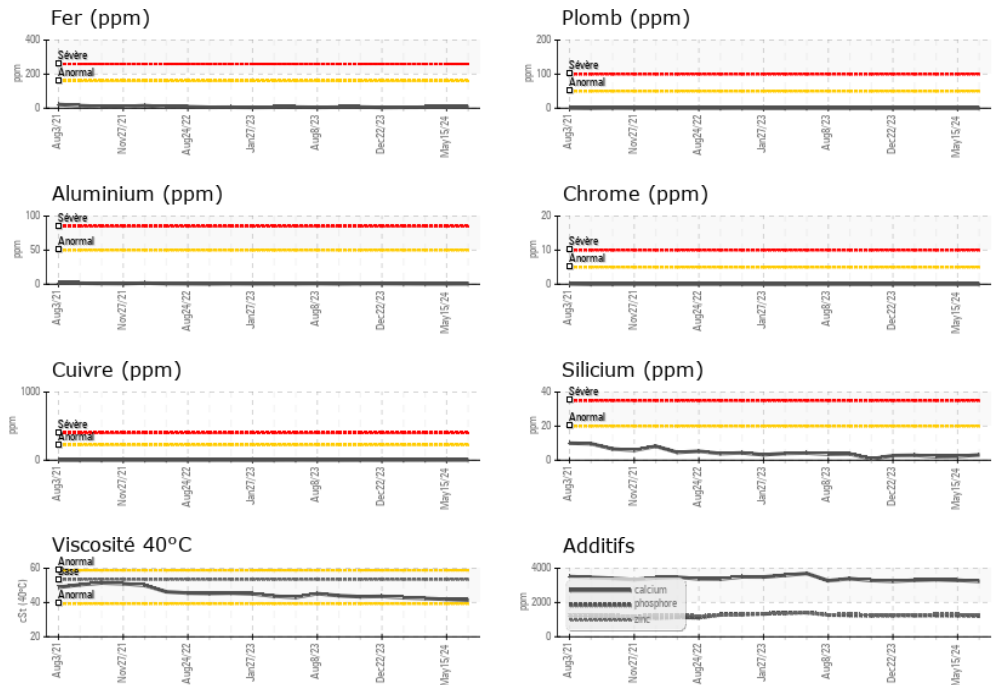 Fer (ppm)
400
200
0
ppm
Sévère
Anormal
Aug3/21
Nov27/21
Aug24/22
Jan27/23
Aug8/23
Dec22/23
May15/24
Plomb (ppm)
200
100
0
ppm
Sévère
Anormal
Aug3/21
Nov27/21
Aug24/22
Jan27/23
Aug8/23
Dec22/23
May15/24
Aluminium (ppm)
100
50
0
ppm
Sévère
Anormal
Aug3/21
Nov27/21
Aug24/22
Jan27/23
Aug8/23
Dec22/23
May15/24
Chrome (ppm)
20
10
0
ppm
Sévère
Anormal
Aug3/21
Nov27/21
Aug24/22
Jan27/23
Aug8/23
Dec22/23
May15/24
Cuivre (ppm)
1000
0
ppm
Sévère
Anormal
Aug3/21
Nov27/21
Aug24/22
Jan27/23
Aug8/23
Dec22/23
May15/24
Silicium (ppm)
40
20
0
ppm
Sévère
Anormal
Aug3/21
Nov27/21
Aug24/22
Jan27/23
Aug8/23
Dec22/23
May15/24
Viscosité 40°C
60
40
20
cSt (40°C)
Anormal
Base
Anormal
Aug3/21
Nov27/21
Aug24/22
Jan27/23
Aug8/23
Dec22/23
May15/24
Additifs
4000
2000
0
ppm
calcium
phosphore
zinc
Aug3/21
Nov27/21
Aug24/22
Jan27/23
Aug8/23
Dec22/23
May15/24